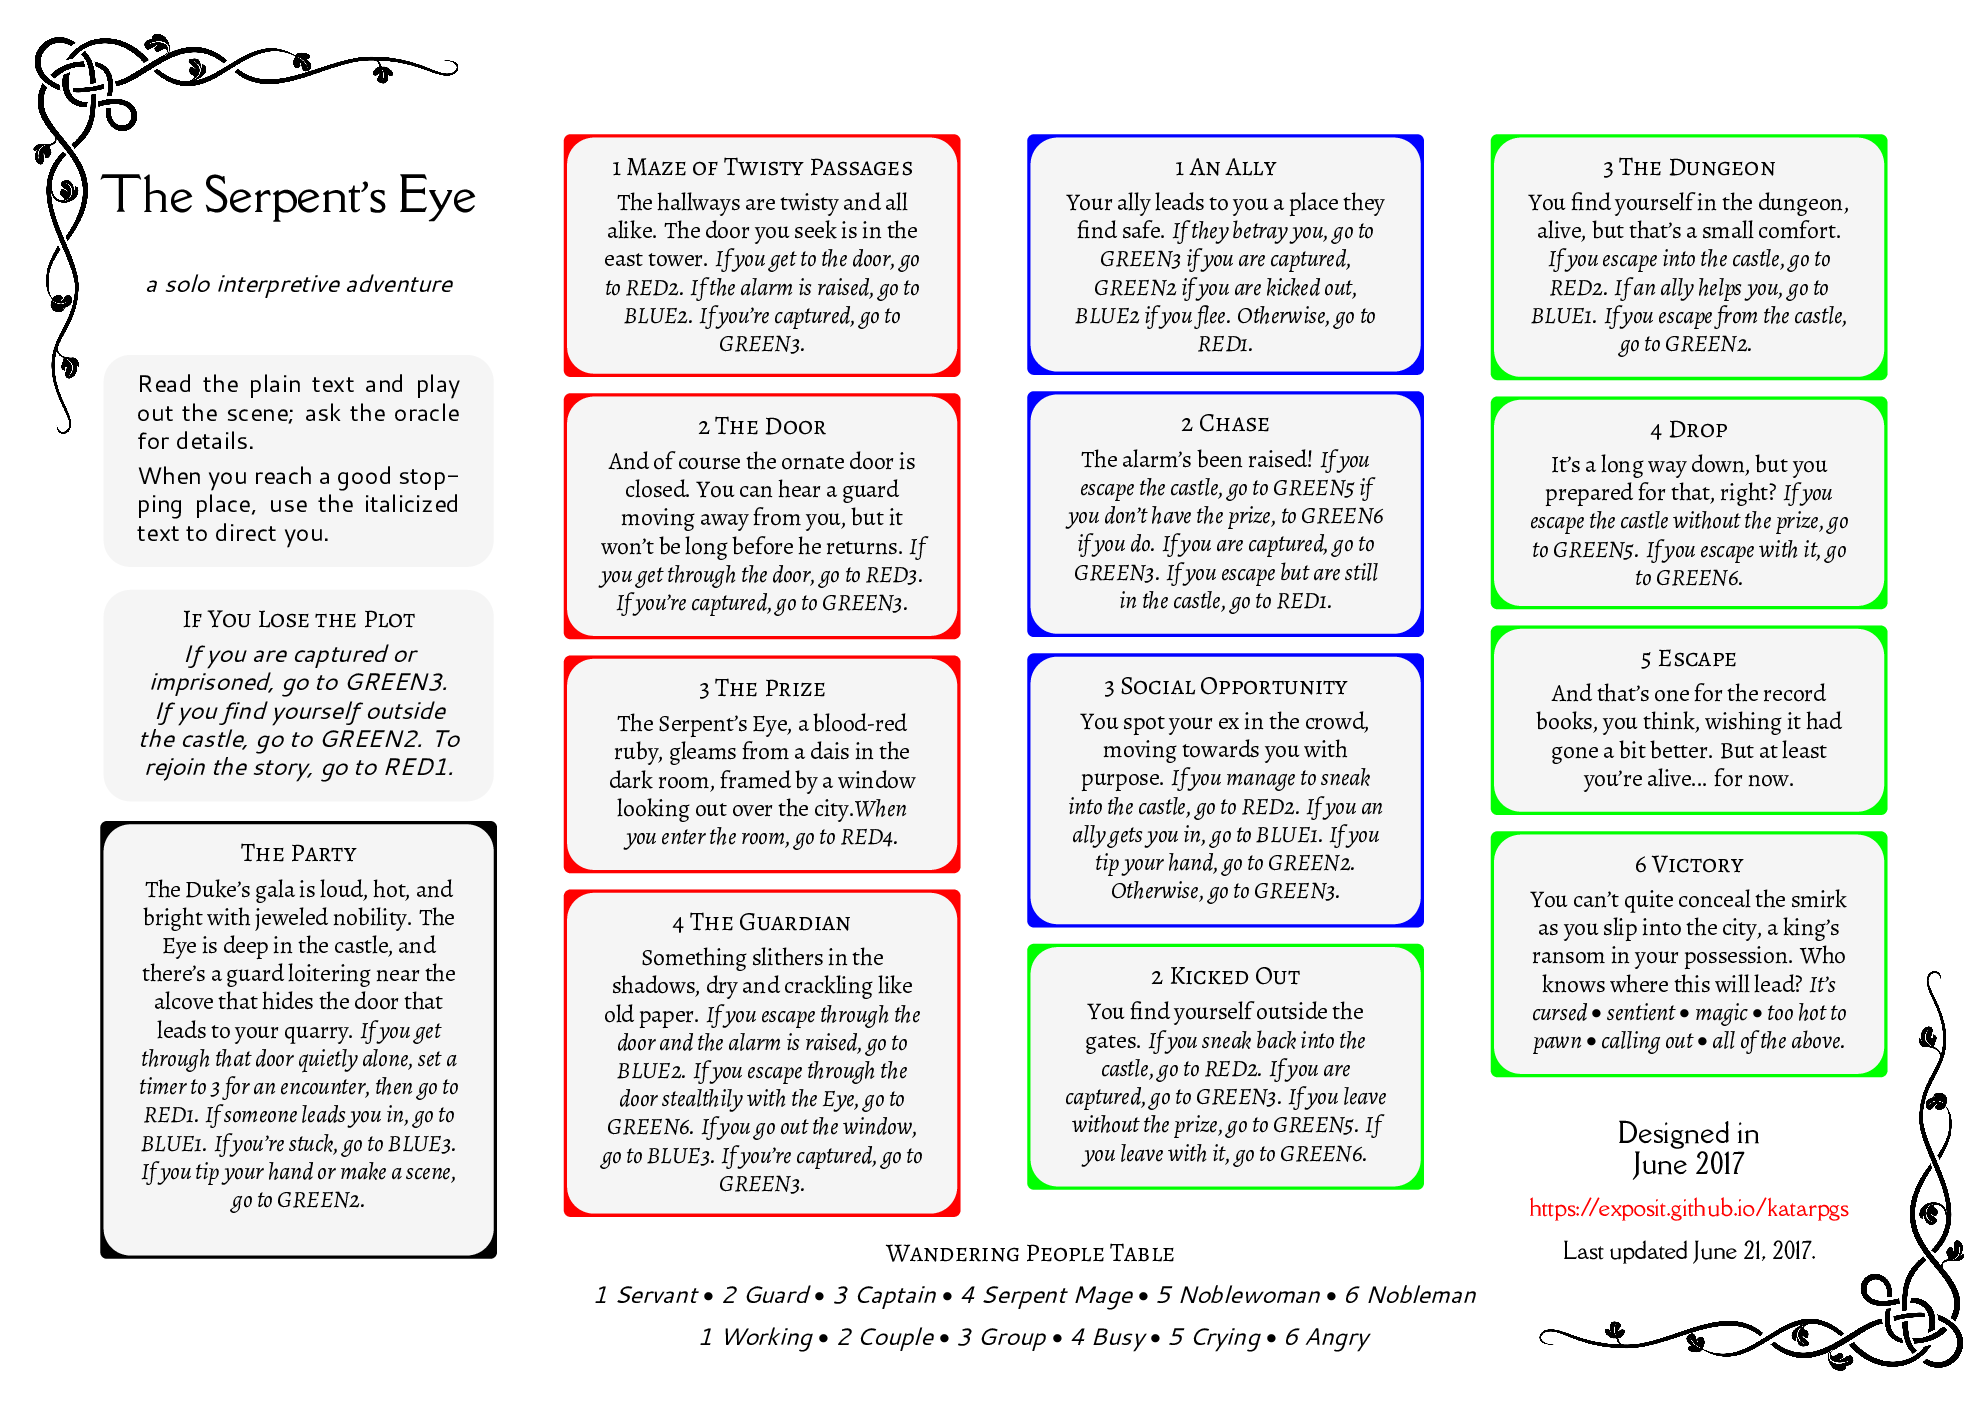 The Serpent's Eye
a solo interpretive adventure
Read the plain text and play
out the scene; ask the oracle
for details.
When you reach a good stop-
ping place, use the italicized
text to direct you.
If You Lose the Plot
If you are captured or
imprisoned, go to GREEN3.
If you find yourself outside
the castle, go to GREEN2. To
rejoin the story, go to RED1.
The Party
The Duke's gala is loud, hot, and
bright with jeweled nobility. The
Eye is deep in the castle, and
there's a guard loitering near the
alcove that hides the door that
leads to your quarry. If you get
through that door quietly alone, set a
timer to 3 for an encounter, then go to
RED1. If someone leads you in, go to
BLUE1. If you're stuck, go to BLUE3.
If you tip your hand or make a scene,
go to GREEN2.
1 Maze of Twisty Passages
The hallways are twisty and all
alike. The door you seek is in the
east tower. If you get to the door, go
to RED2. If the alarm is raised, go to
BLUE2. If you're captured, go to
GREEN3.
2 The Door
And of course the ornate door is
closed. You can hear a guard
moving away from you, but it
won't be long before he returns. If
you get through the door, go to RED3.
If you're captured, go to GREEN3.
3 The Prize
The Serpent's Eye, a blood-red
ruby, gleams from a dais in the
dark room, framed by a window
looking out over the city.When
you enter the room, go to RED4.
4 The Guardian
Something slithers in the
shadows, dry and crackling like
old paper. If you escape through the
door and the alarm is raised, go to
BLUE2. If you escape through the
door stealthily with the Eye, go to
GREEN6. If you go out the window,
go to BLUE3. If you're captured, go to
GREEN3.
1 An Ally
Your ally leads to you a place they
find safe. If they betray you, go to
GREEN3 if you are captured,
GREEN2 if you are kicked out,
BLUE2 if you flee. Otherwise, go to
RED1.
2 Chase
The alarm's been raised! If you
escape the castle, go to GREEN5 if
you don't have the prize, to GREEN6
if you do. If you are captured, go to
GREEN3. If you escape but are still
in the castle, go to RED1.
3 Social Opportunity
You spot your ex in the crowd,
moving towards you with
purpose. If you manage to sneak
into the castle, go to RED2. If you an
ally gets you in, go to BLUE1. If you
tip your hand, go to GREEN2.
Otherwise, go to GREEN3.
2 Kicked Out
You find yourself outside the
gates. If you sneak back into the
castle, go to RED2. If you are
captured, go to GREEN3. If you leave
without the prize, go to GREEN5. If
you leave with it, go to GREEN6.
3 The Dungeon
You find yourself in the dungeon,
alive, but that's a small comfort.
If you escape into the castle, go to
RED2. If an ally helps you, go to
BLUE1. If you escape from the castle,
go to GREEN2.
4 Drop
It's a long way down, but you
prepared for that, right? If you
escape the castle without the prize, go
to GREEN5. If you escape with it, go
to GREEN6.
5 Escape
And that's one for the record
books, you think, wishing it had
gone a bit better. But at least
you're alive... for now.
6 Victory
You can't quite conceal the smirk
as you slip into the city, a king's
ransom in your possession. Who
knows where this will lead? It's
cursed • sentient • magic • too hot to
pawn • calling out • all of the above.
Wandering People Table
1 Servant • 2 Guard • 3 Captain • 4 Serpent Mage • 5 Noblewoman • 6 Nobleman
1 Working • 2 Couple • 3 Group • 4 Busy • 5 Crying • 6 Angry
Designed in
June 2017
https://exposit.github.io/katarpgs
Last updated June 21, 2017.